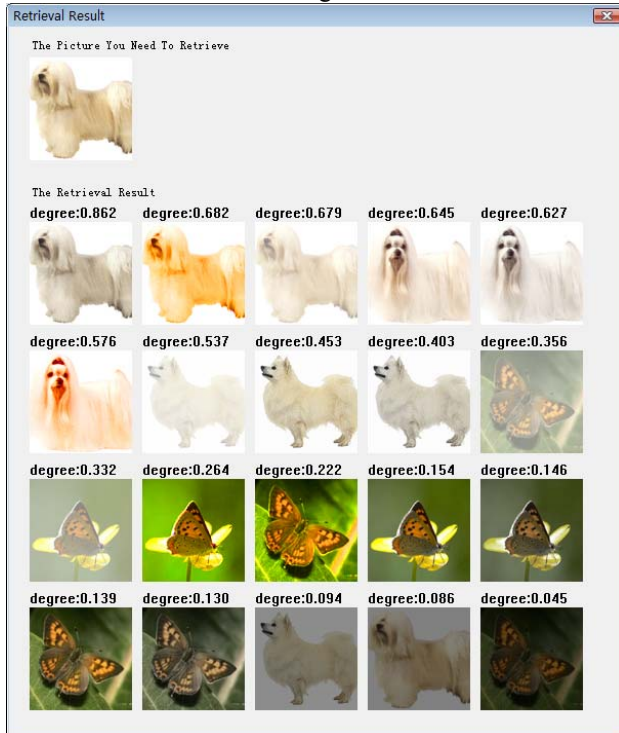 Retrieval Result
The Picture You Need To Retrieve
The Retrieval Result
degree:0.862 degree:0.682 degree:0.679 degree:0.645 degree:0.627
degree:0.576 degree:0.537 degree:0.453 degree:0.403 degree:0.356
degree:0.332 degree:0.264 degree:0.222 degree:0.154 degree:0.146
degree:0.139 degree:0.130 degree:0.094 degree:0.086 degree:0.045